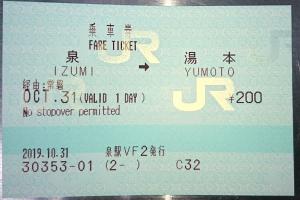 乗車券
FARE TICKET
泉 ➡ 湯本
IZUMI YUMOTO
経由:常磐
OCT.31(VALID 1 DAY) ¥200
No stopover permitted
2019.10.31 泉駅VF2発行
30353-01 (2- ) C32